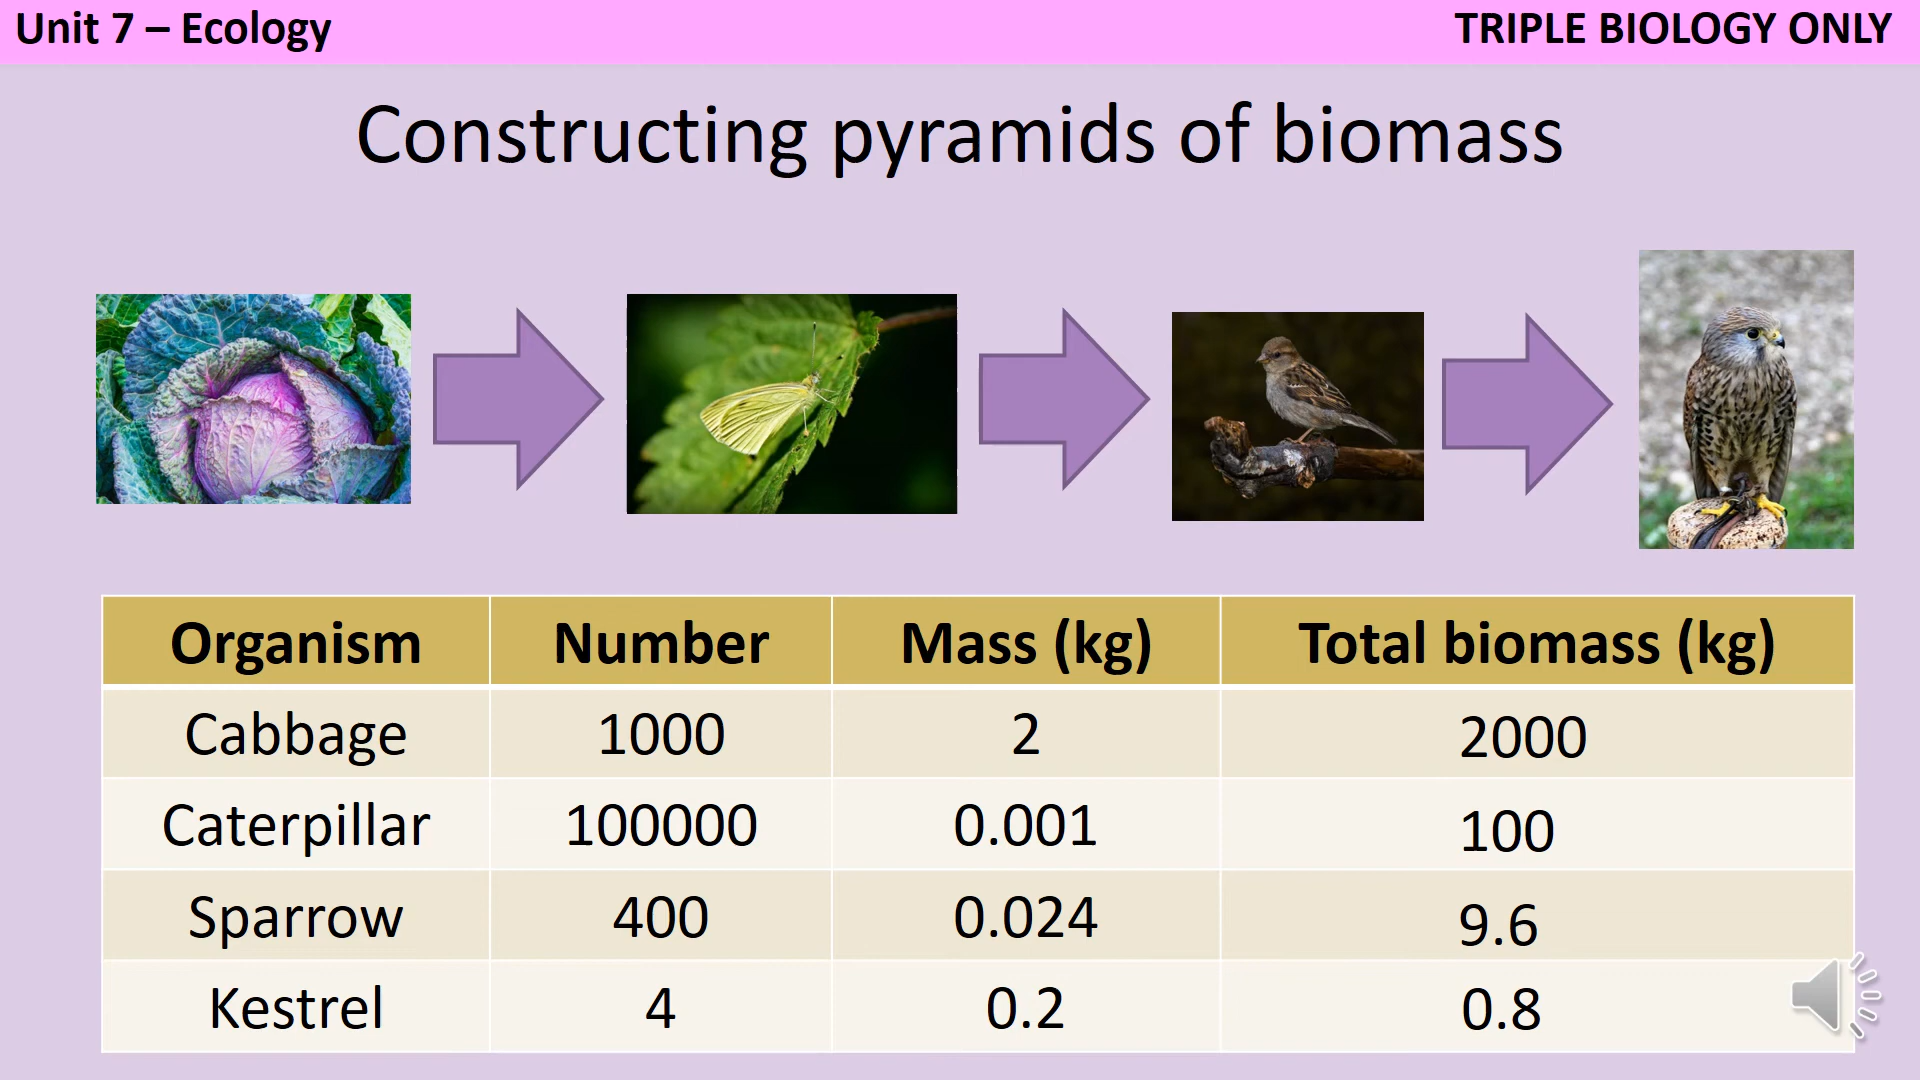 Unit 7 – Ecology
TRIPLE BIOLOGY ONLY
Constructing pyramids of biomass
Organism Number Mass (kg) Total biomass (kg)
Cabbage 1000 2 2000
Caterpillar 100000 0.001 100
Sparrow 400 0.024 9.6
Kestrel 4 0.2 0.8